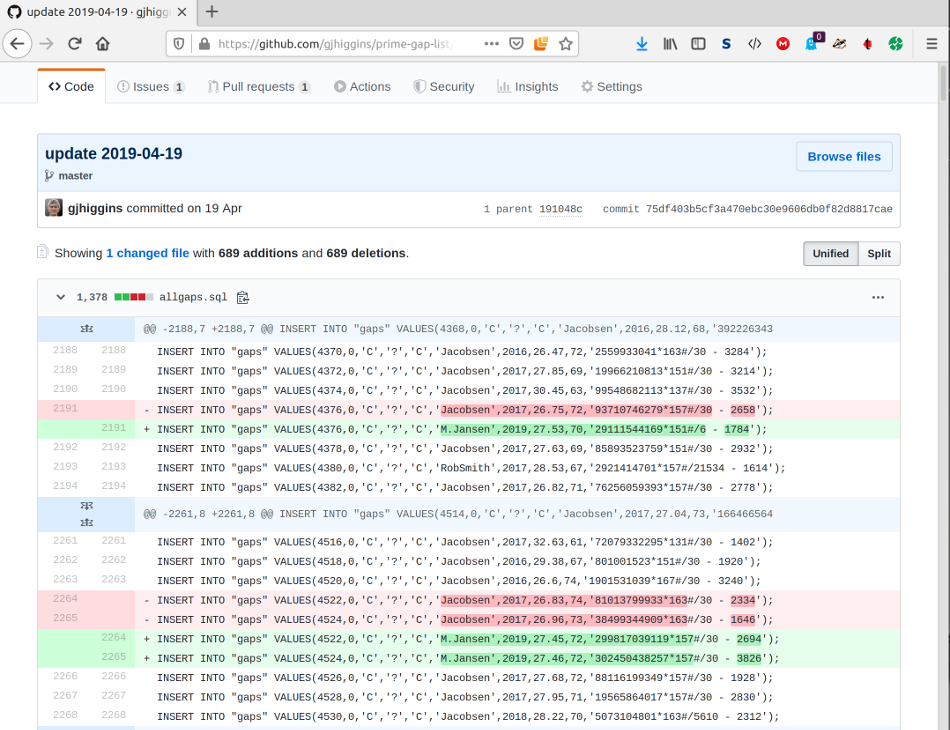 update 2019-04-19 · gjhigg
https://github.com/gjhiggins/prime-gap-list
S M 0
Code Issues 1 Pull requests 1 Actions Security Insights Settings
update 2019-04-19
Browse files
master
gjhiggins committed on 19 Apr 1 parent 191048c commit 75df403b5cf3a470ebc30e9606db0f82d8817cae
Showing 1 changed file with 689 additions and 689 deletions. Unified Split
1,378 allgaps.sql
@@ -2188,7 +2188,7 @@ INSERT INTO "gaps" VALUES(4368,0,'C','?','C','Jacobsen',2016,28.12,68,'392226343
2188 2188 INSERT INTO "gaps" VALUES(4370,0,'C','?','C','Jacobsen',2016,26.47,72,'2559933041*163#/30 - 3284');
2189 2189 INSERT INTO "gaps" VALUES(4372,0,'C','?','C','Jacobsen',2017,27.85,69,'19966210813*151#/30 - 3214');
2190 2190 INSERT INTO "gaps" VALUES(4374,0,'C','?','C','Jacobsen',2017,30.45,63,'99548682113*137#/30 - 3532');
2191 - INSERT INTO "gaps" VALUES(4376,0,'C','?','C','Jacobsen',2017,26.75,72,'93710746279*157#/30 - 2658');
2191 + INSERT INTO "gaps" VALUES(4376,0,'C','?','C','M.Jansen',2019,27.53,70,'29111544169*151#/6 - 1784');
2192 2192 INSERT INTO "gaps" VALUES(4378,0,'C','?','C','Jacobsen',2017,27.63,69,'85893523759*151#/30 - 2932');
2193 2193 INSERT INTO "gaps" VALUES(4380,0,'C','?','C','RobSmith',2017,28.53,67,'2921414701*157#/21534 - 1614');
2194 2194 INSERT INTO "gaps" VALUES(4382,0,'C','?','C','Jacobsen',2017,26.82,71,'76256059393*157#/30 - 2778');
@@ -2261,8 +2261,8 @@ INSERT INTO "gaps" VALUES(4514,0,'C','?','C','Jacobsen',2017,27.04,73,'166466564
2261 2261 INSERT INTO "gaps" VALUES(4516,0,'C','?','C','Jacobsen',2017,32.63,61,'72079332295*131#/30 - 1402');
2262 2262 INSERT INTO "gaps" VALUES(4518,0,'C','?','C','Jacobsen',2016,29.38,67,'801001523*151#/30 - 1920');
2263 2263 INSERT INTO "gaps" VALUES(4520,0,'C','?','C','Jacobsen',2016,26.6,74,'1901531039*167#/30 - 3240');
2264 - INSERT INTO "gaps" VALUES(4522,0,'C','?','C','Jacobsen',2017,26.83,74,'81013799933*163#/30 - 2334');
2265 - INSERT INTO "gaps" VALUES(4524,0,'C','?','C','Jacobsen',2017,26.96,73,'38499344909*163#/30 - 1646');
2264 + INSERT INTO "gaps" VALUES(4522,0,'C','?','C','M.Jansen',2019,27.45,72,'299817039119*157#/30 - 2694');
2265 + INSERT INTO "gaps" VALUES(4524,0,'C','?','C','M.Jansen',2019,27.46,72,'302450438257*157#/30 - 3826');
2266 2266 INSERT INTO "gaps" VALUES(4526,0,'C','?','C','Jacobsen',2017,27.68,72,'88116199349*157#/30 - 1928');
2267 2267 INSERT INTO "gaps" VALUES(4528,0,'C','?','C','Jacobsen',2017,27.95,71,'19565864017*157#/30 - 2830');
2268 2268 INSERT INTO "gaps" VALUES(4530,0,'C','?','C','Jacobsen',2018,28.22,70,'5073104801*163#/5610 - 2312');